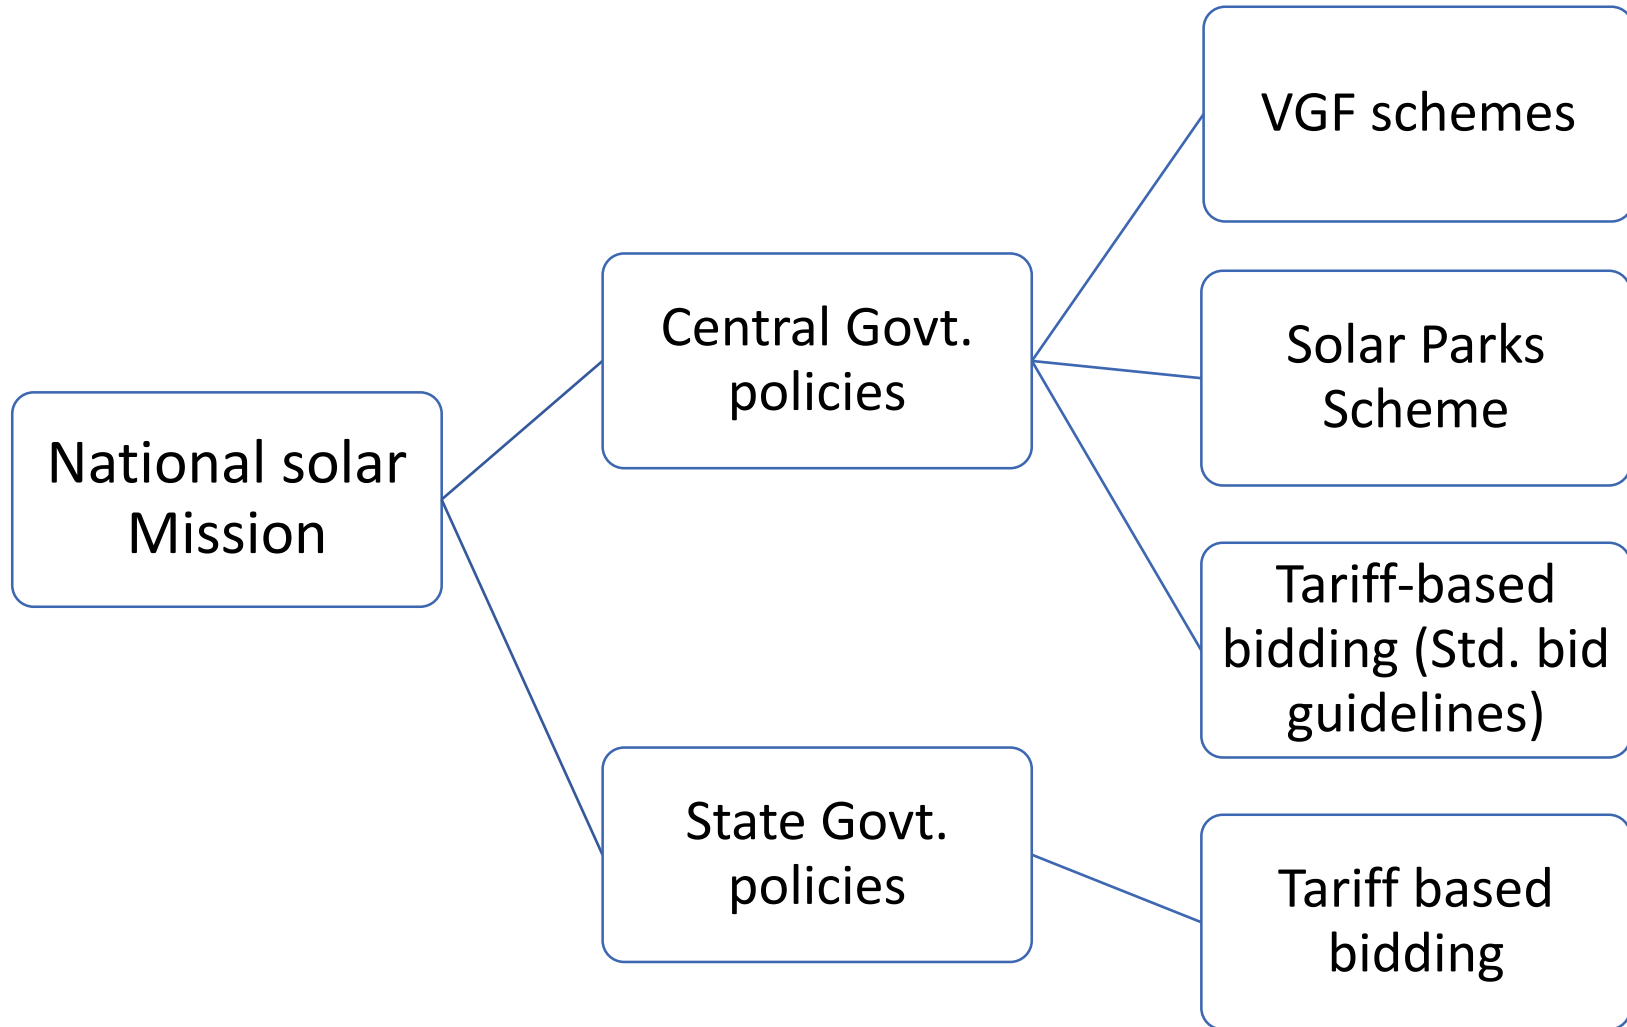 National solar
Mission
Central Govt.
policies
State Govt.
policies
VGF schemes
Solar Parks
Scheme
Tariff-based
bidding (Std. bid
guidelines)
Tariff based
bidding